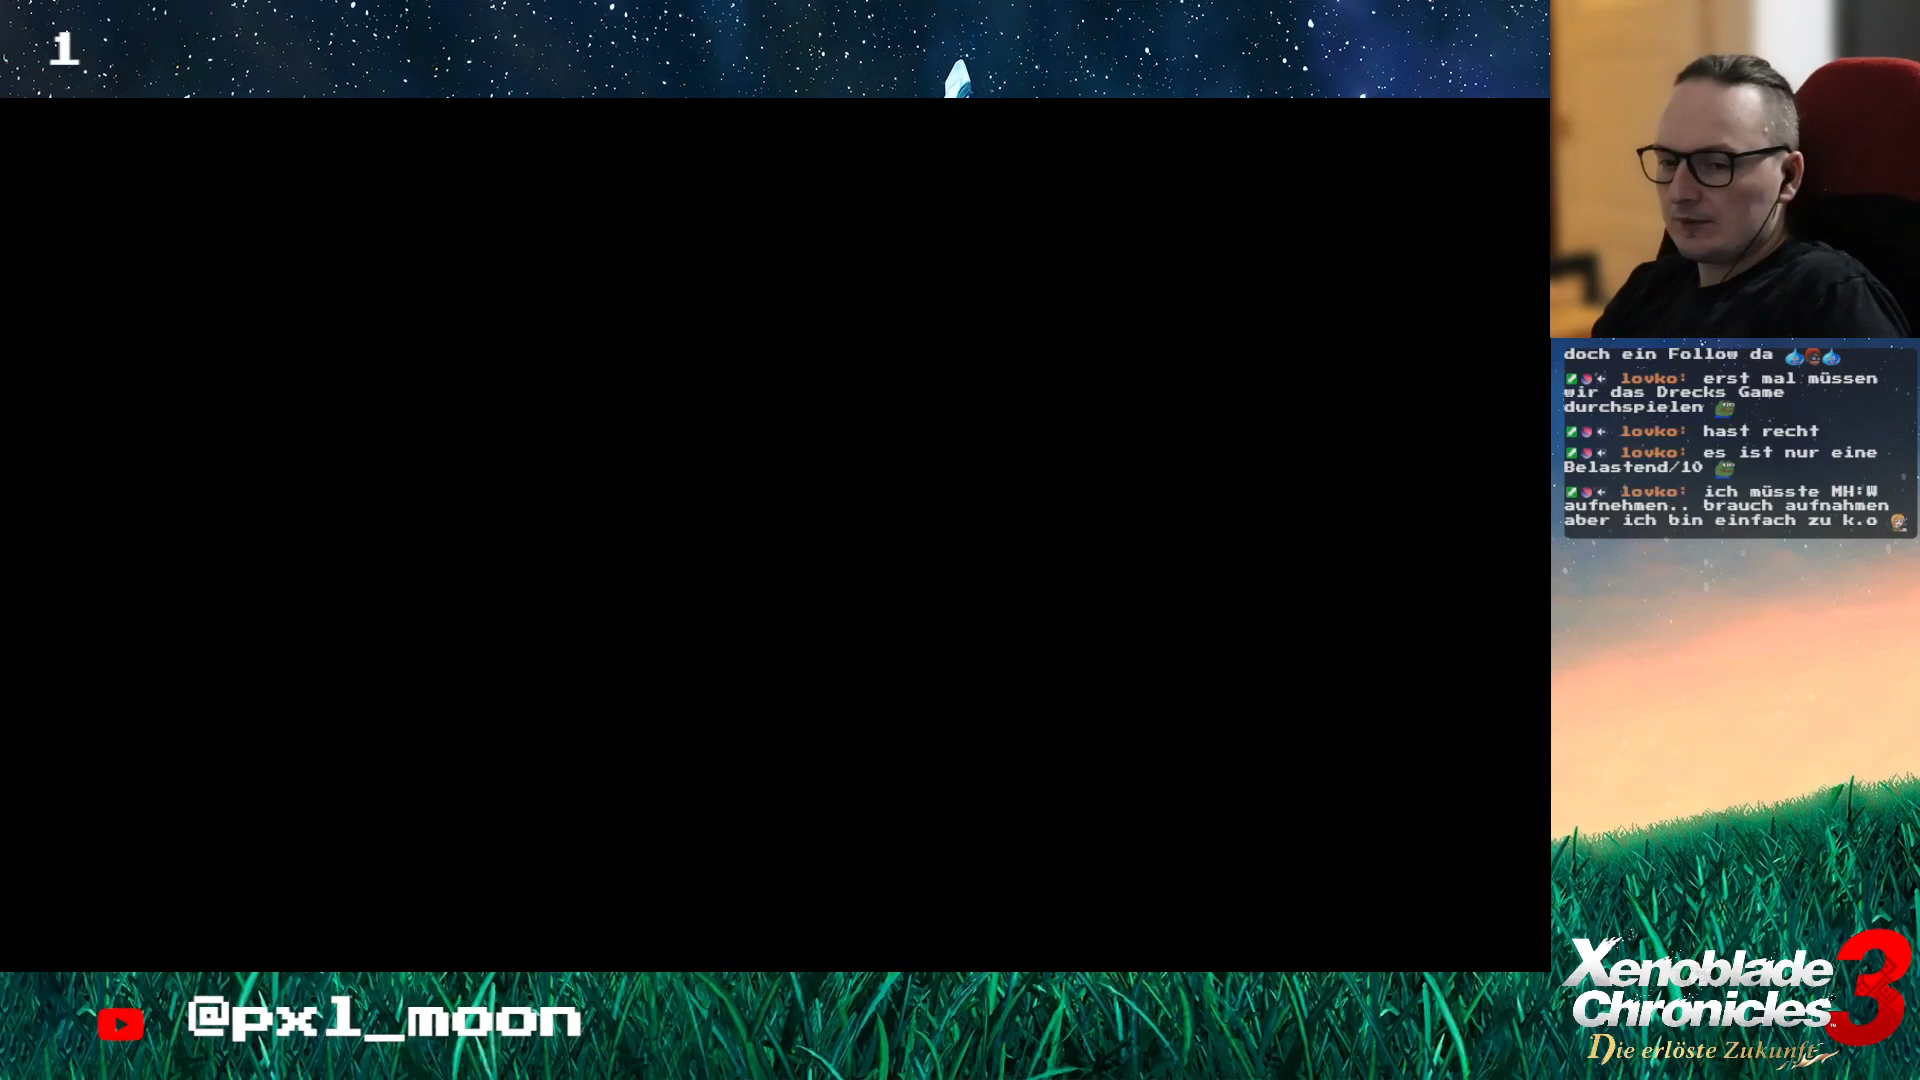 1
doch ein Follow da
lovko: erst mal müssen
wir das Drecks Game
durchspielen
lovko: hast recht
lovko: es ist nur eine
Belastend/10
lovko: ich müsste MH:W
aufnehmen.. brauch aufnahmen
aber ich bin einfach zu k.o
@pxl_moon
Xenoblade
Chronicles 3
Die erlöste Zukunft